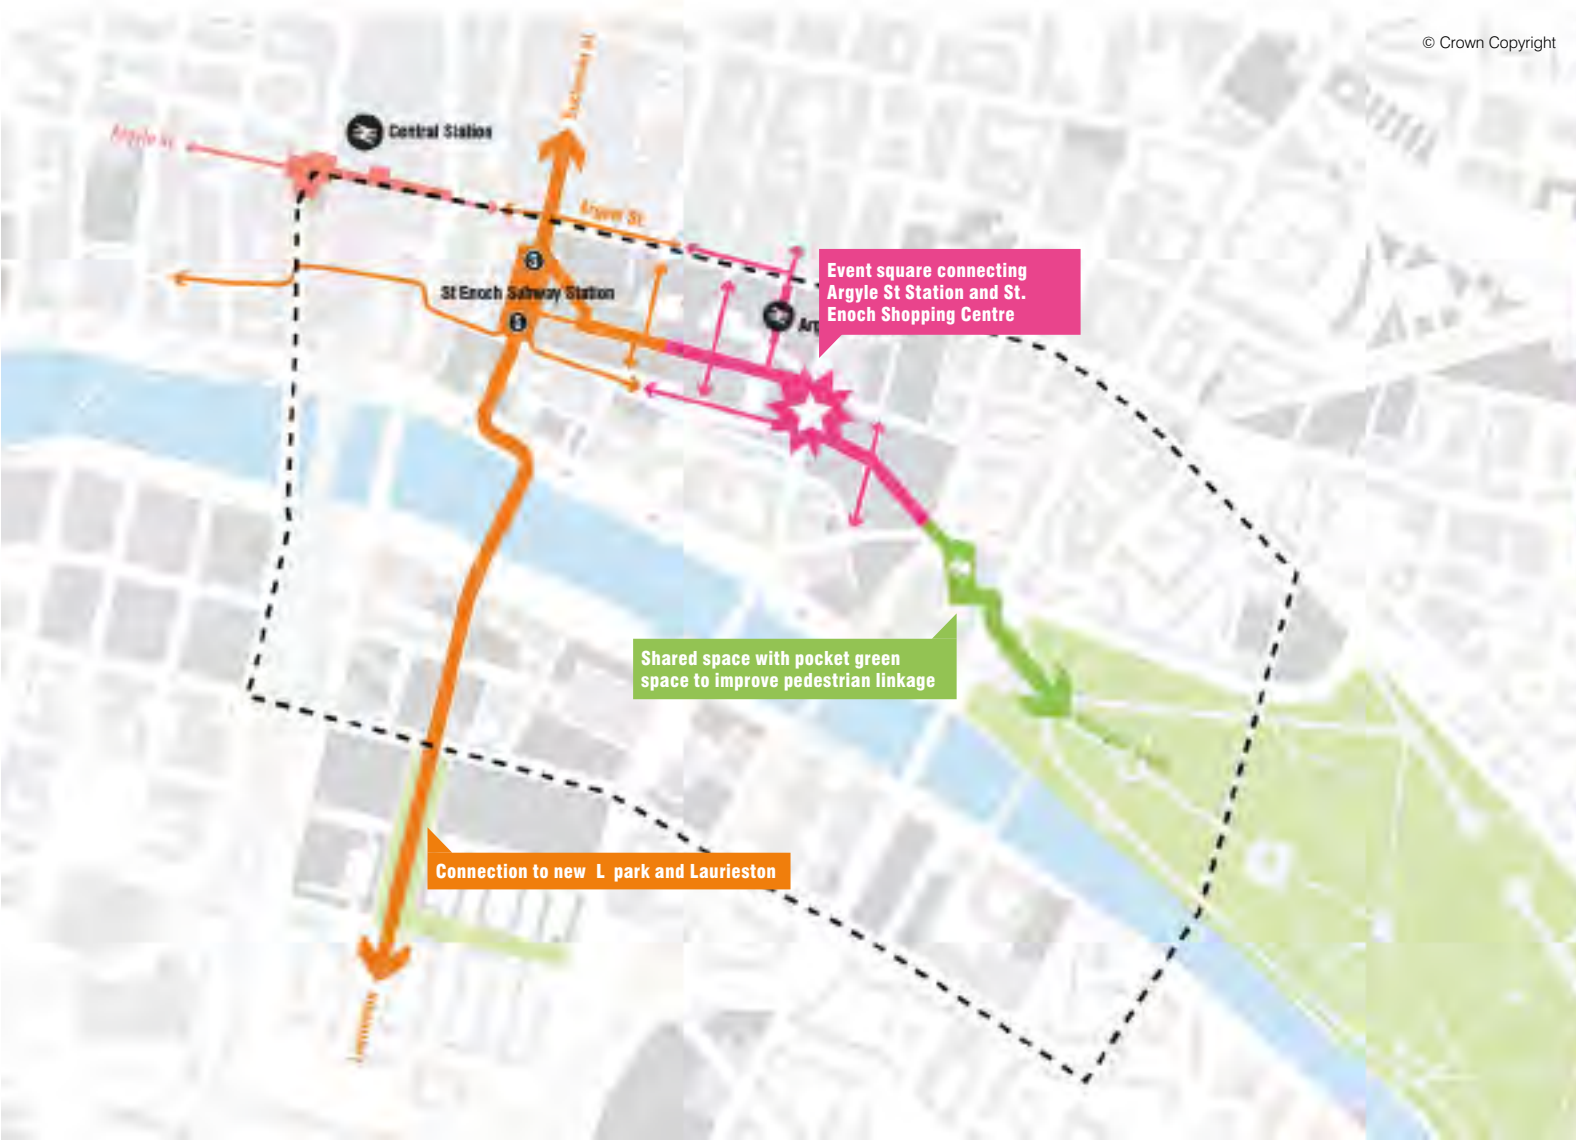 © Crown Copyright
Argyle St.
Central Station
Argyle St.
St Enoch Subway Station
Event square connecting
Argyle St Station and St.
Enoch Shopping Centre
Shared space with pocket green
space to improve pedestrian linkage
Connection to new L park and Laurieston
Laurieston